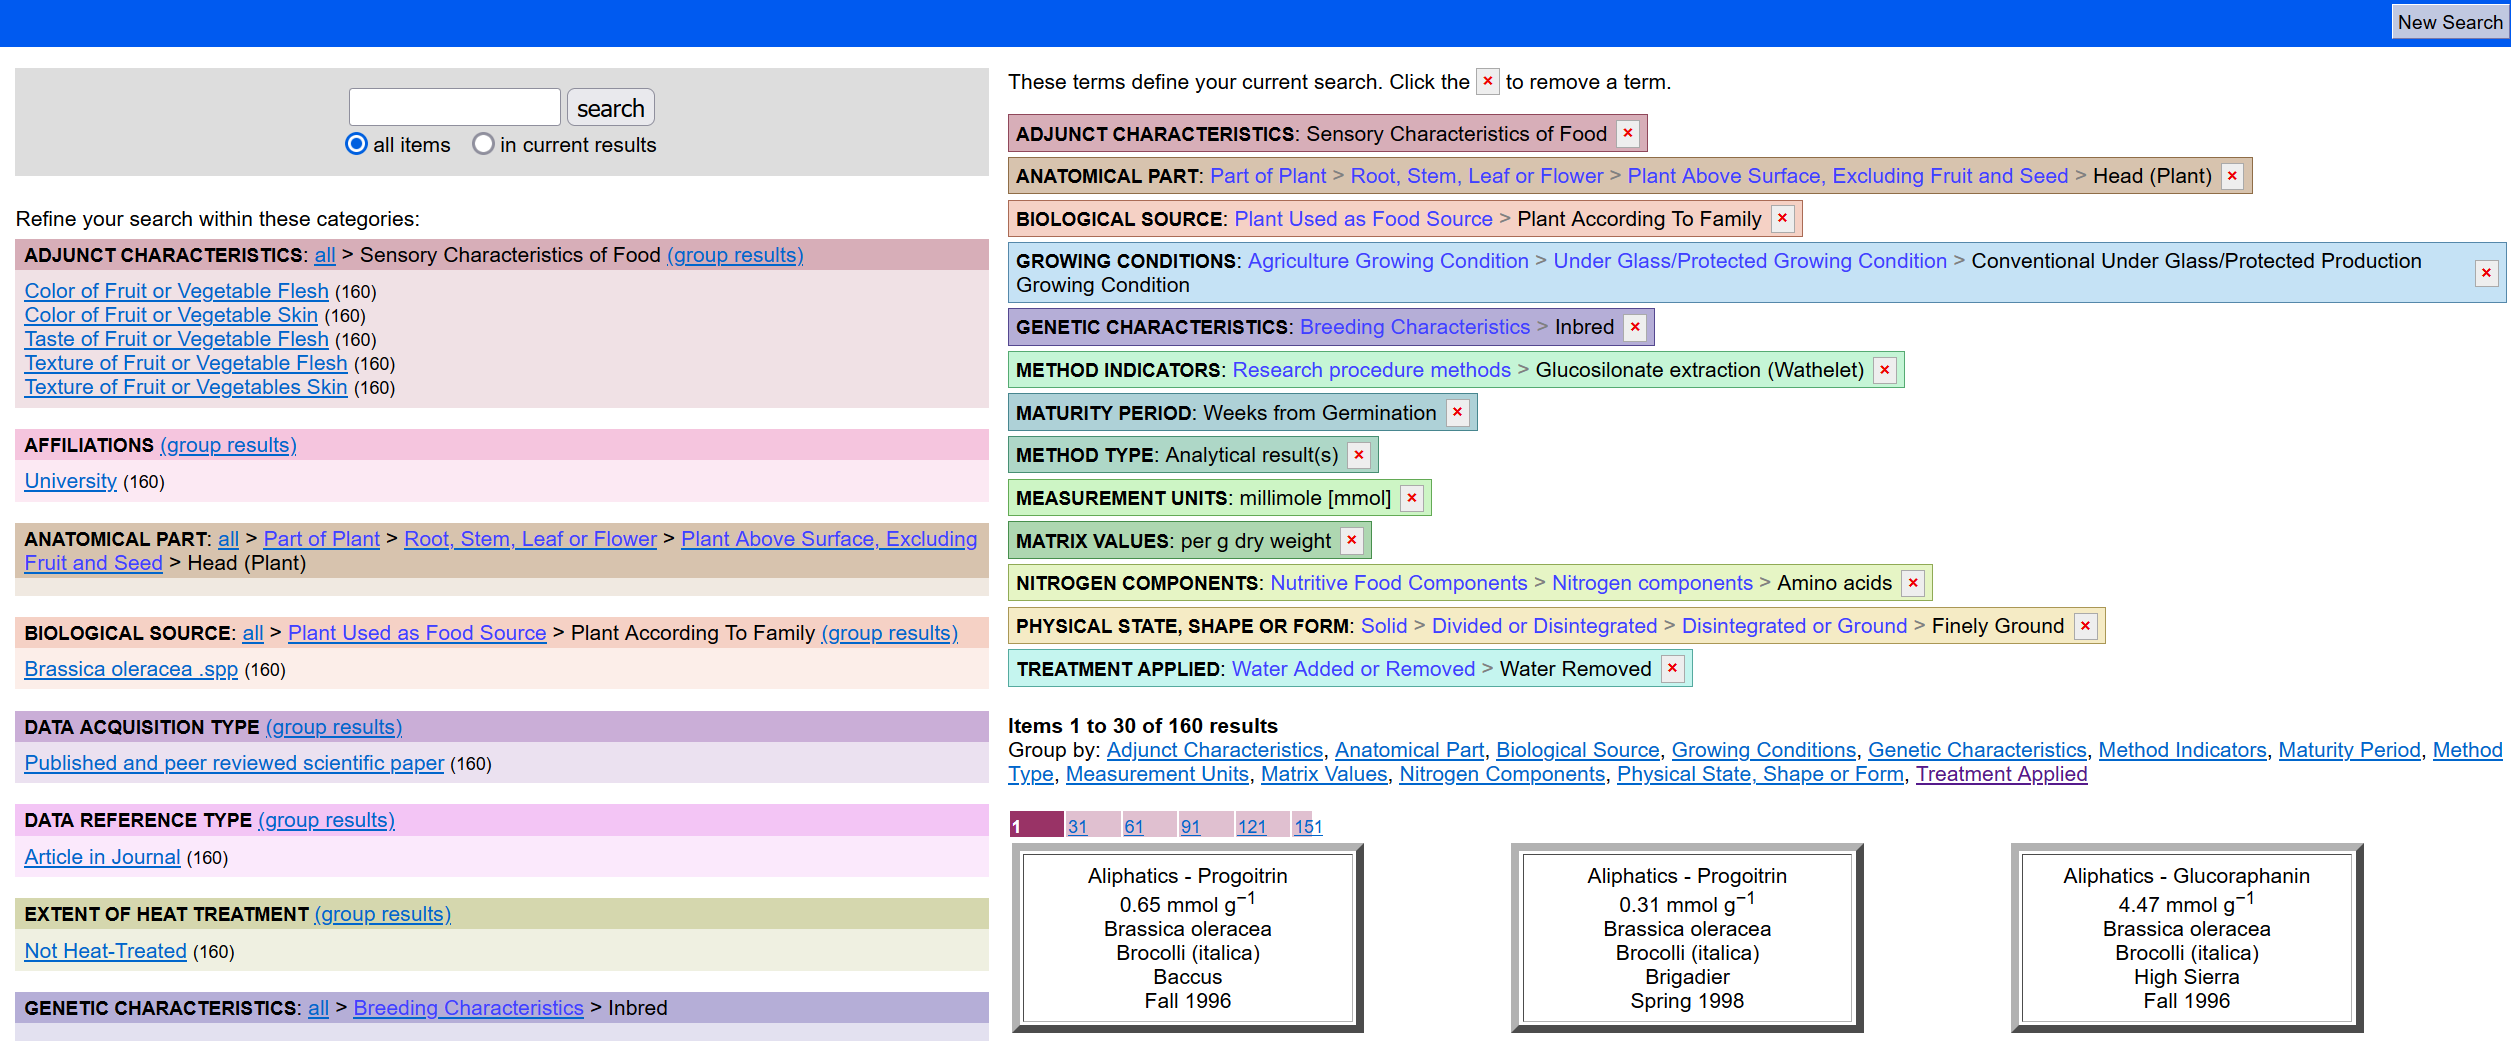 New Search
search
all items in current results
Refine your search within these categories:
ADJUNCT CHARACTERISTICS: all > Sensory Characteristics of Food (group results)
Color of Fruit or Vegetable Flesh (160)
Color of Fruit or Vegetable Skin (160)
Taste of Fruit or Vegetable Flesh (160)
Texture of Fruit or Vegetable Flesh (160)
Texture of Fruit or Vegetables Skin (160)
AFFILIATIONS (group results)
University (160)
ANATOMICAL PART: all > Part of Plant > Root, Stem, Leaf or Flower > Plant Above Surface, Excluding
Fruit and Seed > Head (Plant)
BIOLOGICAL SOURCE: all > Plant Used as Food Source > Plant According To Family (group results)
Brassica oleracea .spp (160)
DATA ACQUISITION TYPE (group results)
Published and peer reviewed scientific paper (160)
DATA REFERENCE TYPE (group results)
Article in Journal (160)
EXTENT OF HEAT TREATMENT (group results)
Not Heat-Treated (160)
GENETIC CHARACTERISTICS: all > Breeding Characteristics > Inbred
These terms define your current search. Click the × to remove a term.
ADJUNCT CHARACTERISTICS: Sensory Characteristics of Food ×
ANATOMICAL PART: Part of Plant > Root, Stem, Leaf or Flower > Plant Above Surface, Excluding Fruit and Seed > Head (Plant) ×
BIOLOGICAL SOURCE: Plant Used as Food Source > Plant According To Family ×
GROWING CONDITIONS: Agriculture Growing Condition > Under Glass/Protected Growing Condition > Conventional Under Glass/Protected Production
Growing Condition ×
GENETIC CHARACTERISTICS: Breeding Characteristics > Inbred ×
METHOD INDICATORS: Research procedure methods > Glucosilonate extraction (Wathelet) ×
MATURITY PERIOD: Weeks from Germination ×
METHOD TYPE: Analytical result(s) ×
MEASUREMENT UNITS: millimole [mmol] ×
MATRIX VALUES: per g dry weight ×
NITROGEN COMPONENTS: Nutritive Food Components > Nitrogen components > Amino acids ×
PHYSICAL STATE, SHAPE OR FORM: Solid > Divided or Disintegrated > Disintegrated or Ground > Finely Ground ×
TREATMENT APPLIED: Water Added or Removed > Water Removed ×
Items 1 to 30 of 160 results
Group by: Adjunct Characteristics, Anatomical Part, Biological Source, Growing Conditions, Genetic Characteristics, Method Indicators, Maturity Period, Method
Type, Measurement Units, Matrix Values, Nitrogen Components, Physical State, Shape or Form, Treatment Applied
1 31 61 91 121 151
Aliphatics - Progoitrin
0.65 mmol g⁻¹
Brassica oleracea
Brocolli (italica)
Baccus
Fall 1996
Aliphatics - Progoitrin
0.31 mmol g⁻¹
Brassica oleracea
Brocolli (italica)
Brigadier
Spring 1998
Aliphatics - Glucoraphanin
4.47 mmol g⁻¹
Brassica oleracea
Brocolli (italica)
High Sierra
Fall 1996